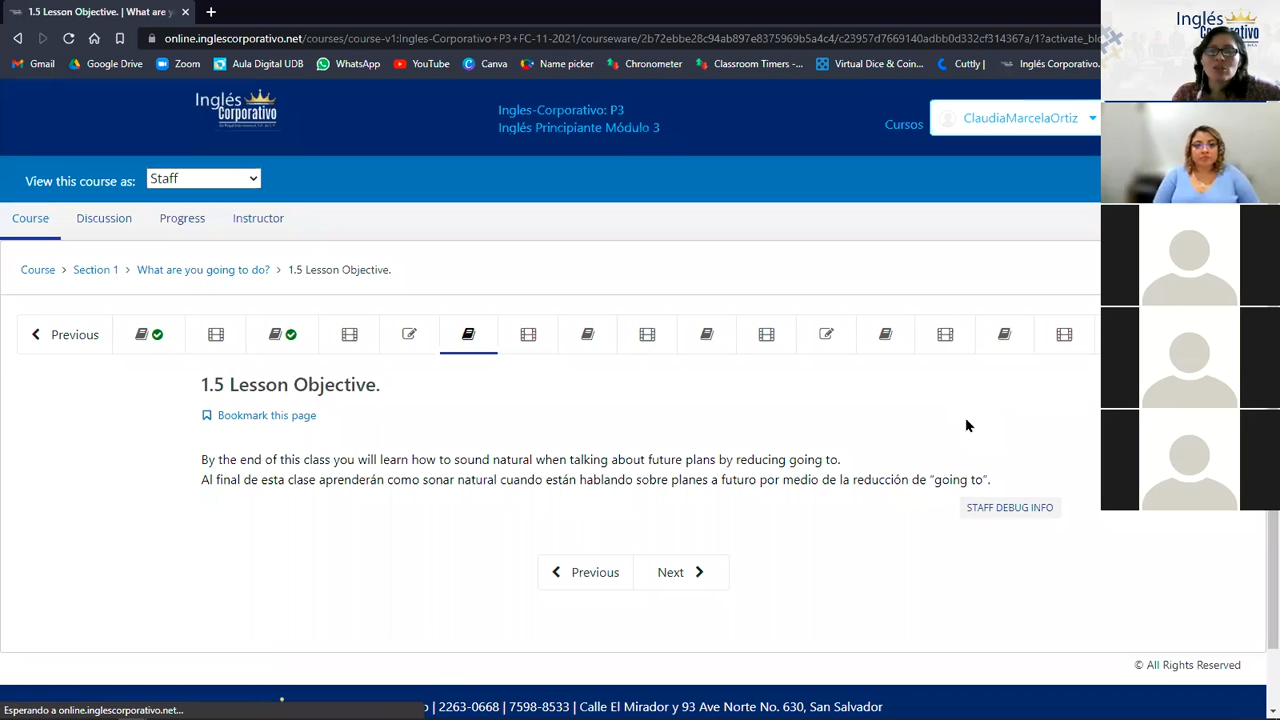 1.5 Lesson Objective. | What are y
online.inglescorporativo.net/courses/course-v1:Ingles-Corporativo+P3+FC-FI-2021/courseware/2b72ebbe28c94ab897e8375969b3a4c4/c23957d7669140adbb0d332cf314367a/1?activate_blo
Gmail
Google Drive
Zoom
Aula Digital UDB
WhatsApp
YouTube
Canva
Name picker
Chronometer
Classroom Timers -...
Virtual Dice & Coin...
Cuttly |
Inglés Corporativo.
Inglés
Corporativo
Inglés
Corporativo
Ingles-Corporativo: P3
Inglés Principiante Módulo 3
Cursos
ClaudiaMarcelaOrtiz
View this course as:
Staff
Course
Discussion
Progress
Instructor
Course > Section 1 > What are you going to do? > 1.5 Lesson Objective.
Previous
1.5 Lesson Objective.
Bookmark this page
By the end of this class you will learn how to sound natural when talking about future plans by reducing going to.
Al final de esta clase aprenderán como sonar natural cuando están hablando sobre planes a futuro por medio de la reducción de “going to”.
STAFF DEBUG INFO
Previous
Next
© All Rights Reserved
Esperando a online.inglescorporativo.net...
| 2263-0668 | 7598-8535 | Calle El Mirador y 93 Ave Norte No. 630, San Salvador